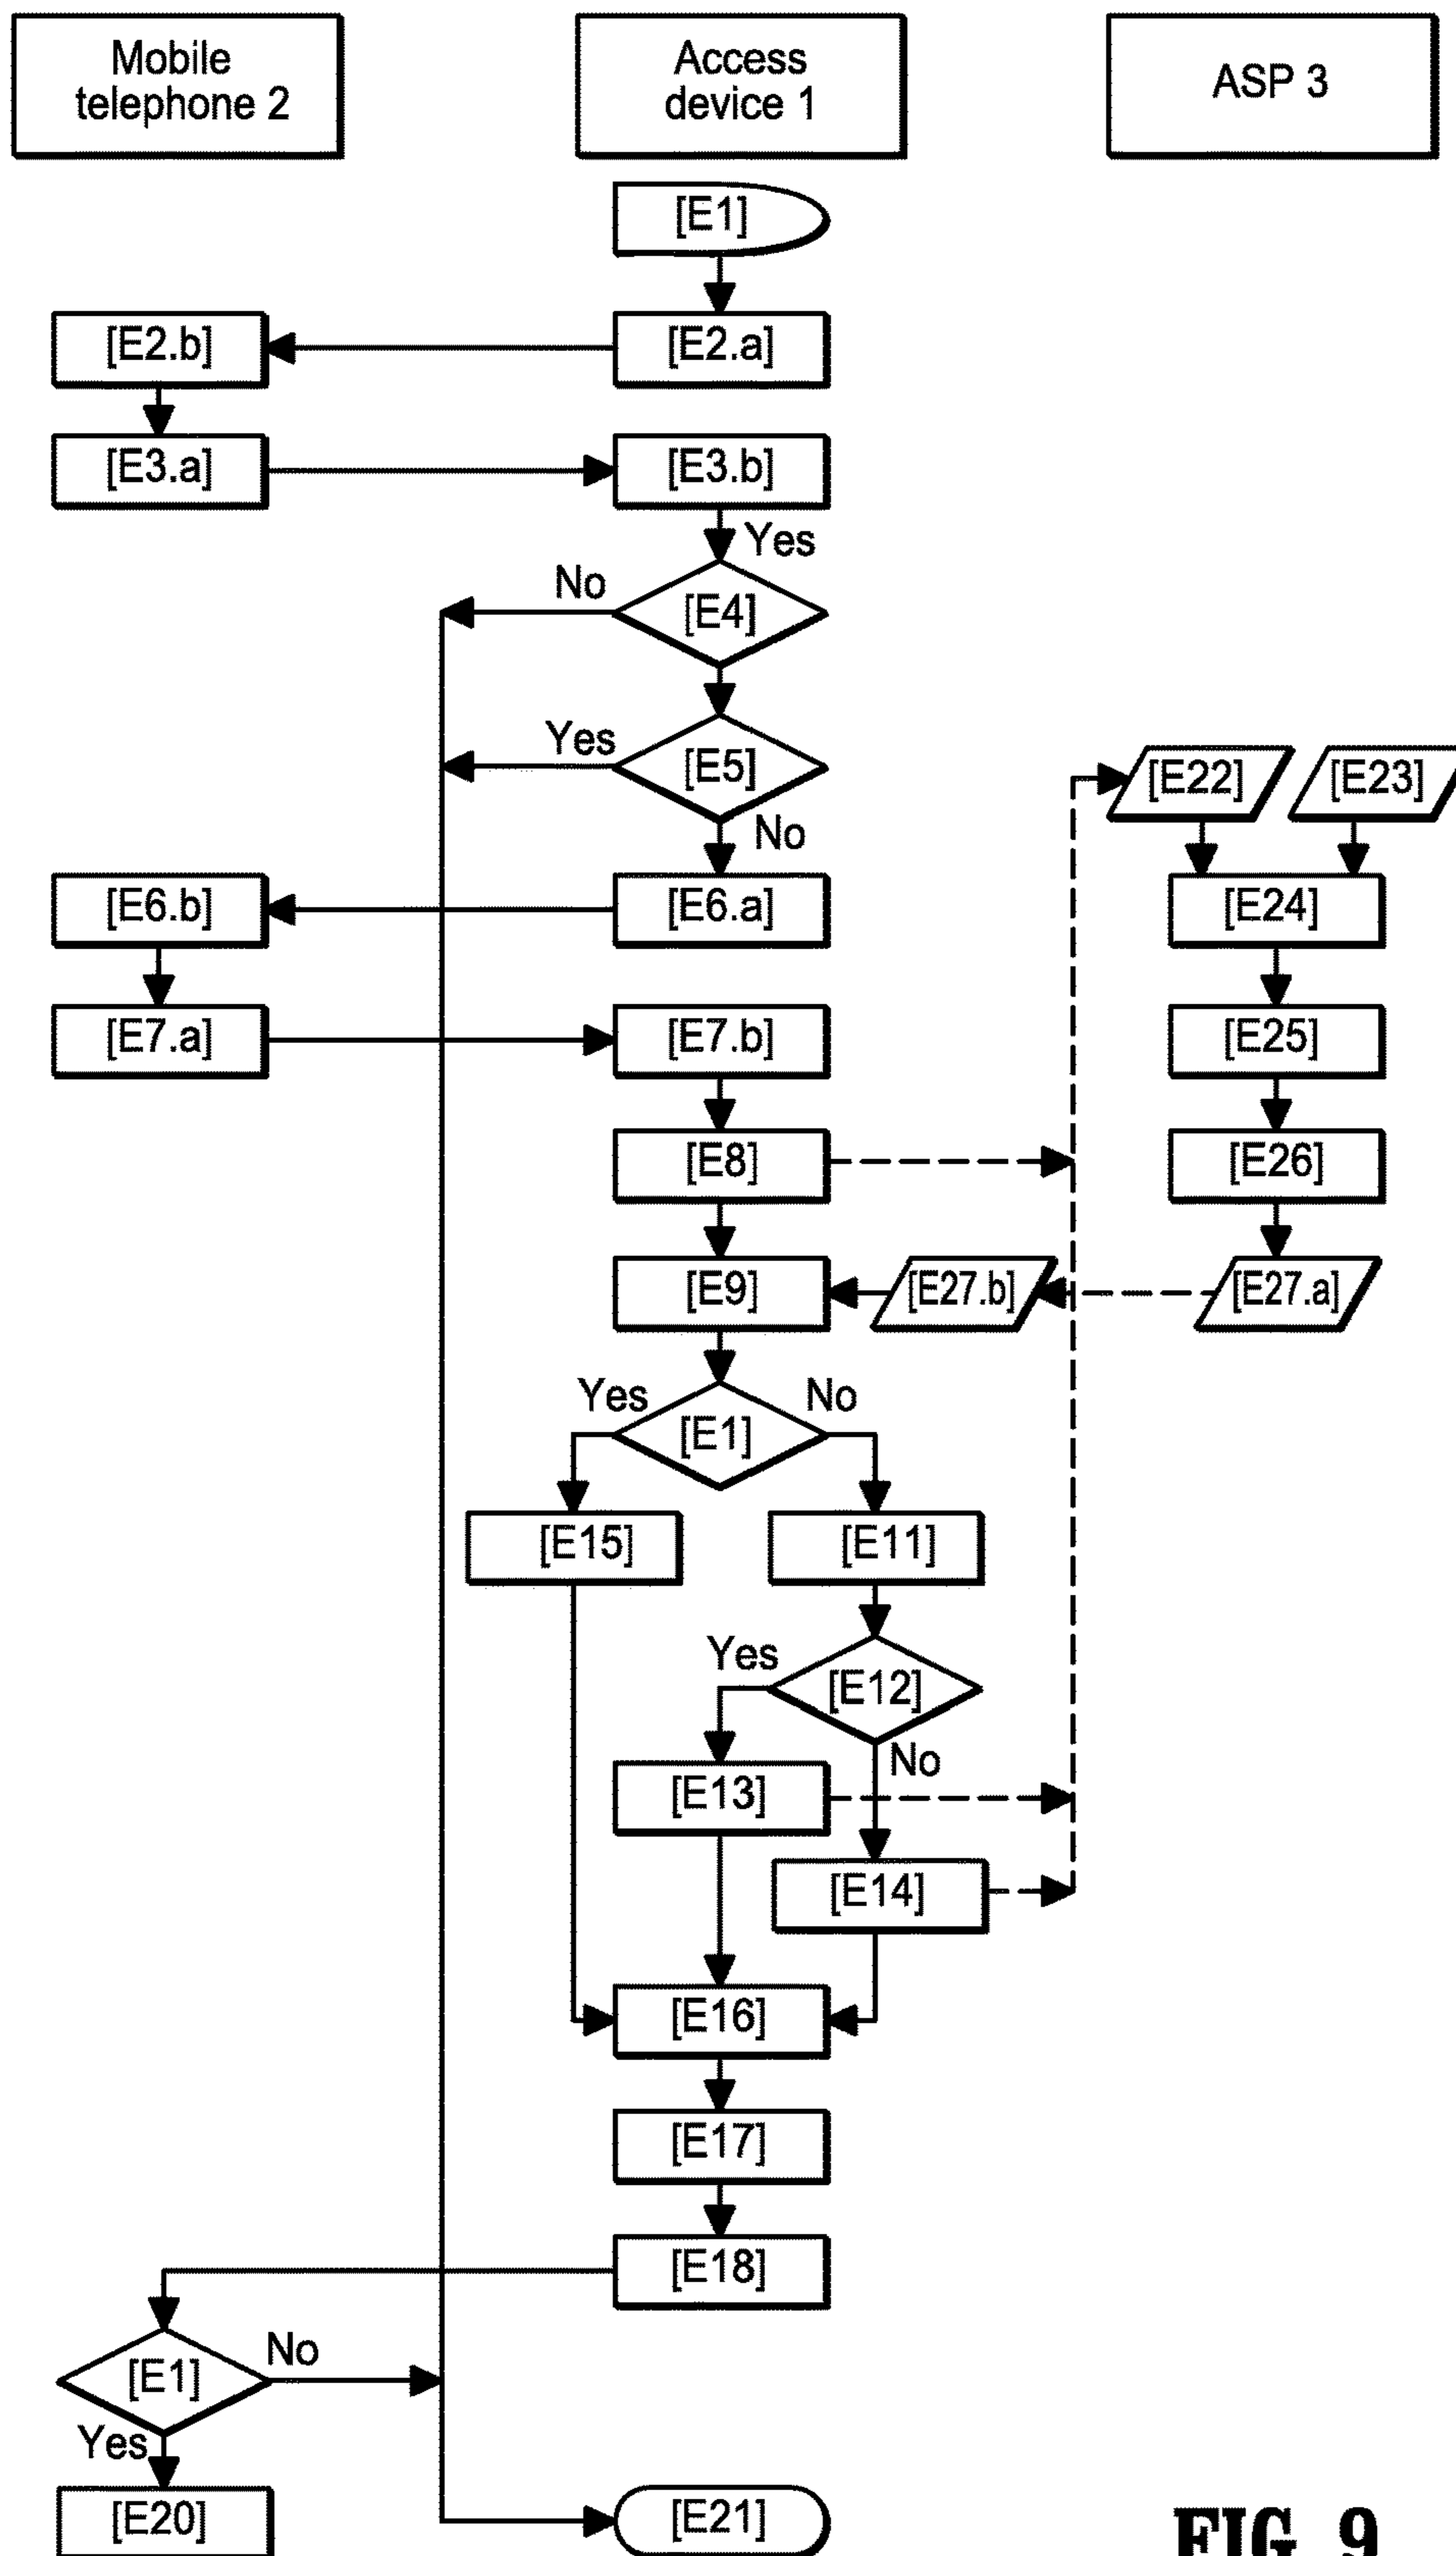 Mobile
telephone 2
Access
device 1
ASP 3
[E1]
[E2.b]
[E2.a]
[E3.a]
[E3.b]
Yes
No
[E4]
Yes
[E5]
No
[E22]
[E23]
[E6.b]
[E6.a]
[E24]
[E7.a]
[E7.b]
[E25]
[E8]
[E26]
[E9]
[E27.b]
[E27.a]
Yes
No
[E1]
[E15]
[E11]
Yes
[E12]
No
[E13]
[E14]
[E16]
[E17]
[E18]
No
[E1]
Yes
[E20]
[E21]
FIG. 9